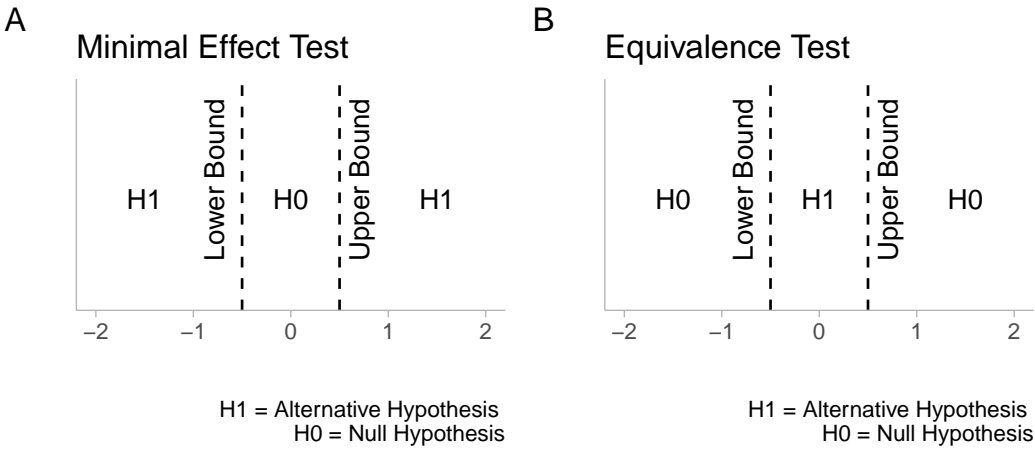 A
Minimal Effect Test
H1
Lower Bound
H0
Upper Bound
H1
−2
−1
0
1
2
H1 = Alternative Hypothesis
H0 = Null Hypothesis
B
Equivalence Test
H0
Lower Bound
H1
Upper Bound
H0
−2
−1
0
1
2
H1 = Alternative Hypothesis
H0 = Null Hypothesis